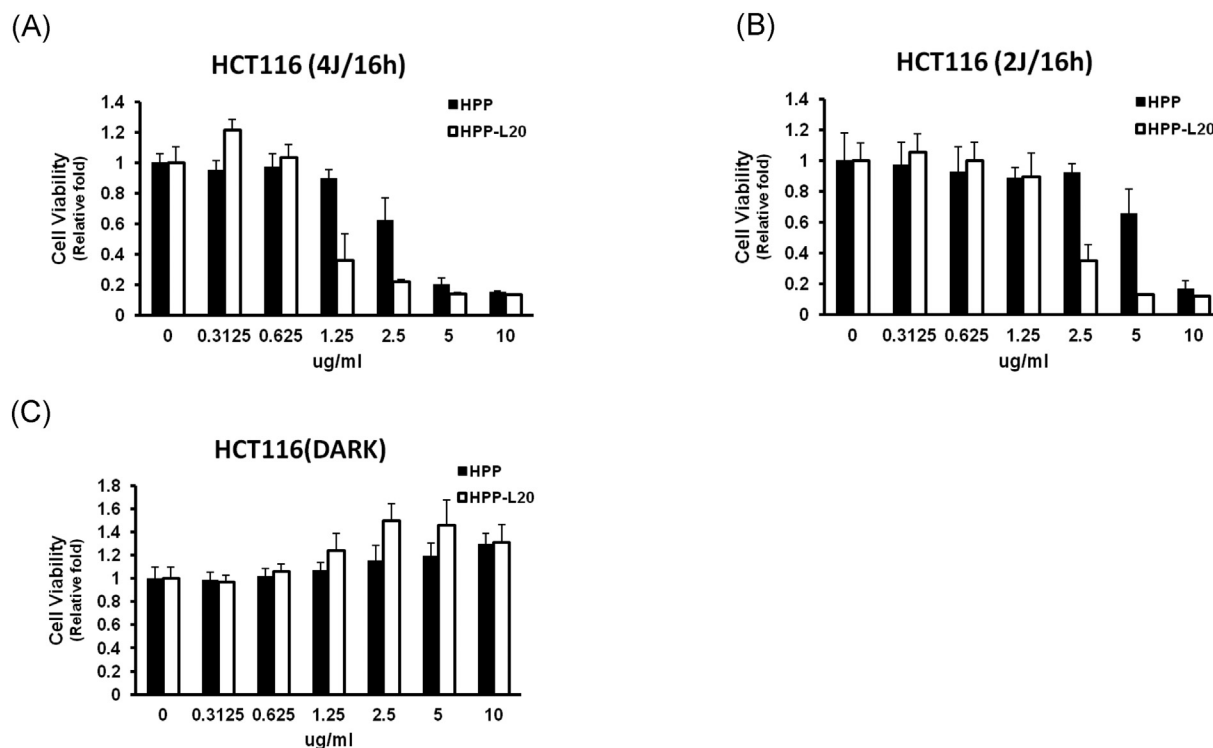 (A)
HCT116 (4J/16h)
HPP
HPP-L20
Cell Viability
(Relative fold)
1.4
1.2
1
0.8
0.6
0.4
0.2
0
0 0.3125 0.625 1.25 2.5 5 10
ug/ml
(B)
HCT116 (2J/16h)
HPP
HPP-L20
Cell Viability
(Relative fold)
1.4
1.2
1
0.8
0.6
0.4
0.2
0
0 0.3125 0.625 1.25 2.5 5 10
ug/ml
(C)
HCT116(DARK)
HPP
HPP-L20
Cell Viability
(Relative fold)
1.8
1.6
1.4
1.2
1
0.8
0.6
0.4
0.2
0
0 0.3125 0.625 1.25 2.5 5 10
ug/ml